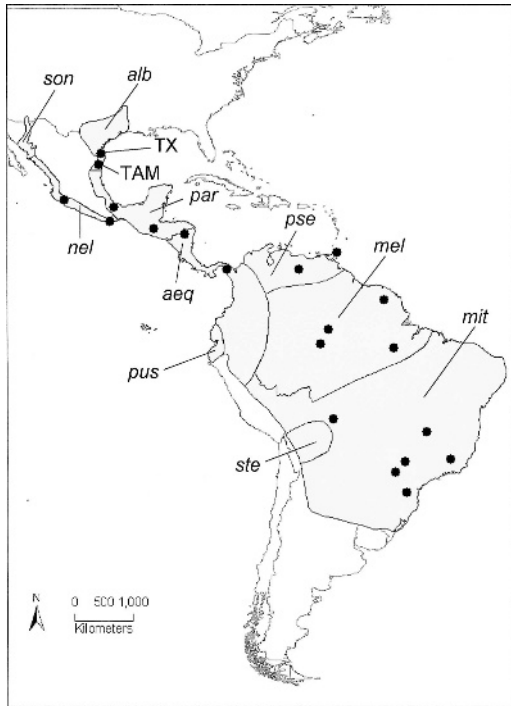 alb
son
TX
TAM
par
pse
nel
mel
aeq
mit
pus
ste
N
0 500 1,000
Kilometers